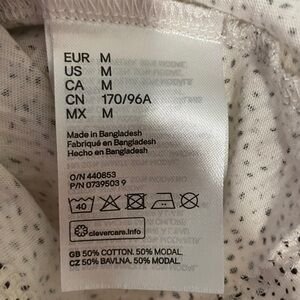 EUR M
US M
CA M
CN 170/96A
MX M
Made in Bangladesh
Fabriqué en Bangladesh
Hecho en Bangladesh
O/N 440853
P/N 0739503 9
40
clevercare.info
GB 50% COTTON. 50% MODAL.
CZ 50% BAVLNA. 50% MODAL.